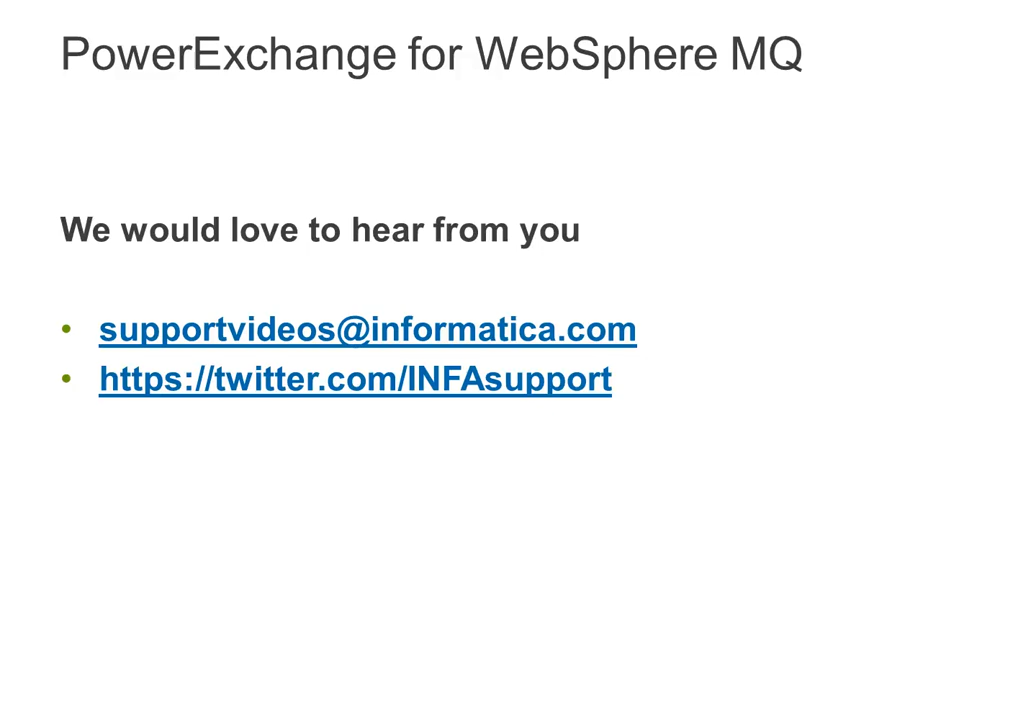 PowerExchange for WebSphere MQ
We would love to hear from you
• supportvideos@informatica.com
• https://twitter.com/INFAsupport